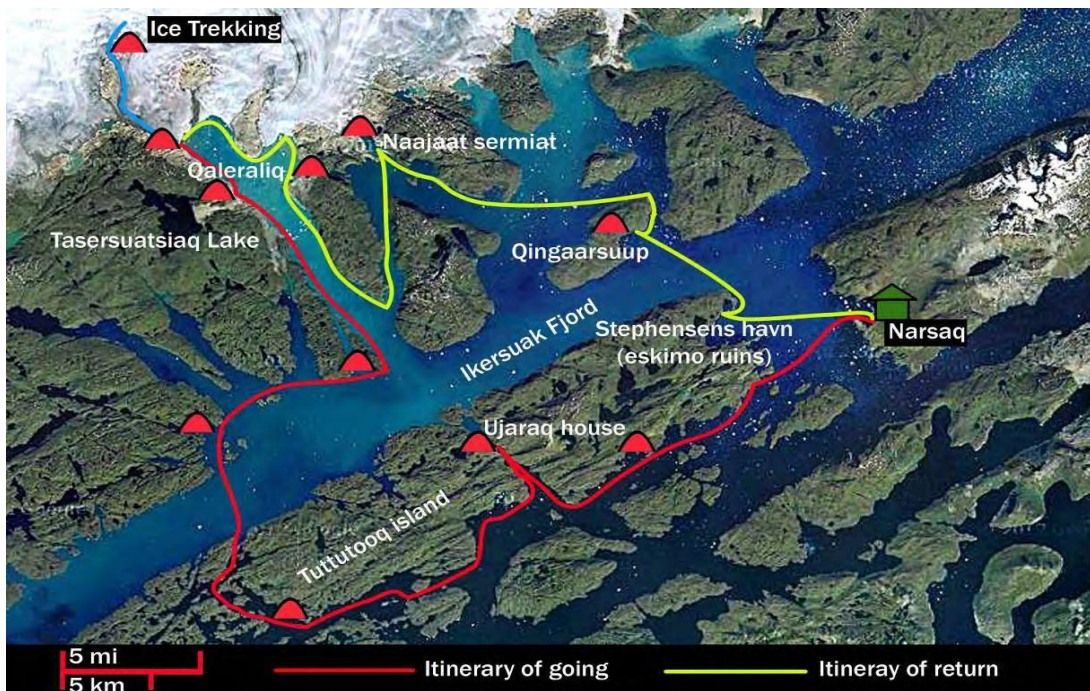 Ice Trekking
Naajaat sermiat
Qaleraliq
Tasersuatsiaq Lake
Qingaarsuup
Ikersuak Fjord
Stephensens havn
(eskimo ruins)
Narsaq
Ujaraq house
Tuttutooq island
5 mi
5 km
Itinerary of going
Itineray of return